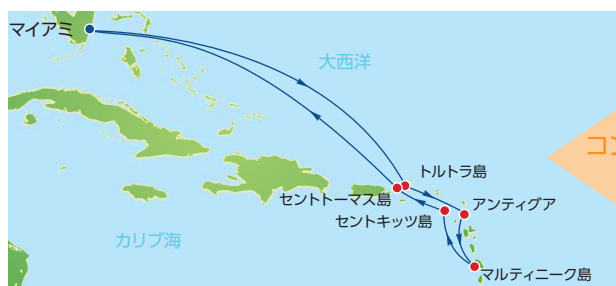 マイアミ
大西洋
コン
トルトラ島
セントトーマス島
アンティグア
セントキッツ島
カリブ海
マルティニーク島